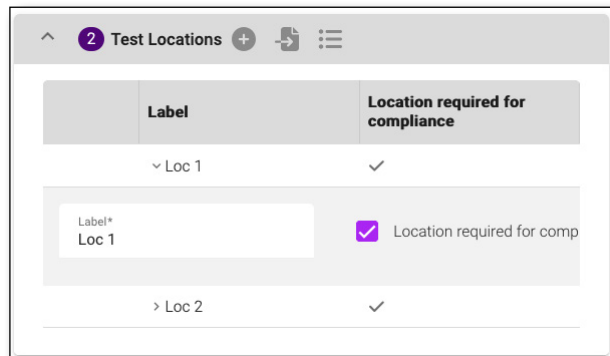 2 Test Locations
Label
Location required for
compliance
Loc 1
Label*
Loc 1
Location required for comp
Loc 2